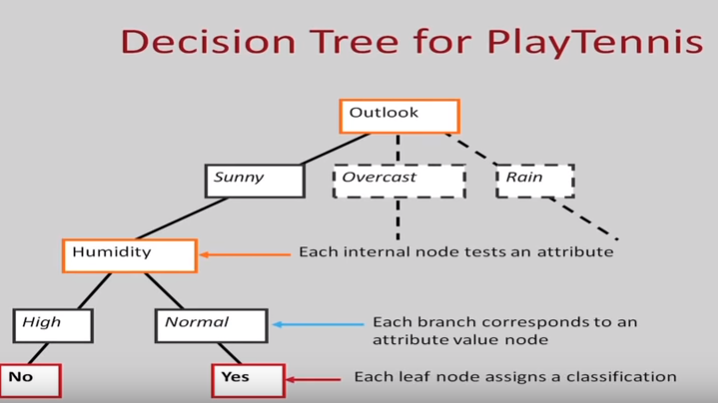 Decision Tree for PlayTennis
Outlook
Sunny
Overcast
Rain
Humidity
Each internal node tests an attribute
High
Normal
Each branch corresponds to an
attribute value node
No
Yes
Each leaf node assigns a classification